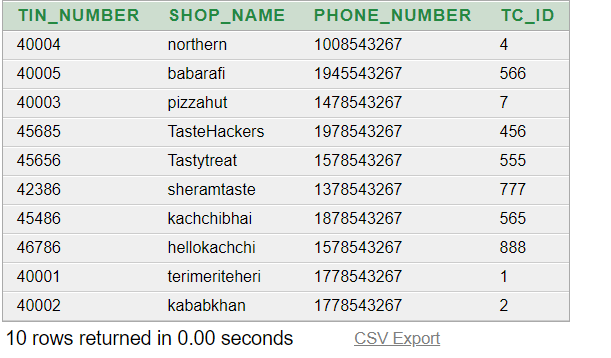 TIN_NUMBER SHOP_NAME PHONE_NUMBER TC_ID
40004 northern 1008543267 4
40005 babarafi 1945543267 566
40003 pizzahut 1478543267 7
45685 TasteHackers 1978543267 456
45656 Tastytreat 1578543267 555
42386 sheramtaste 1378543267 777
45486 kachchibhai 1878543267 565
46786 hellokachchi 1578543267 888
40001 terimeriteheri 1778543267 1
40002 kababkhan 1778543267 2
10 rows returned in 0.00 seconds CSV Export